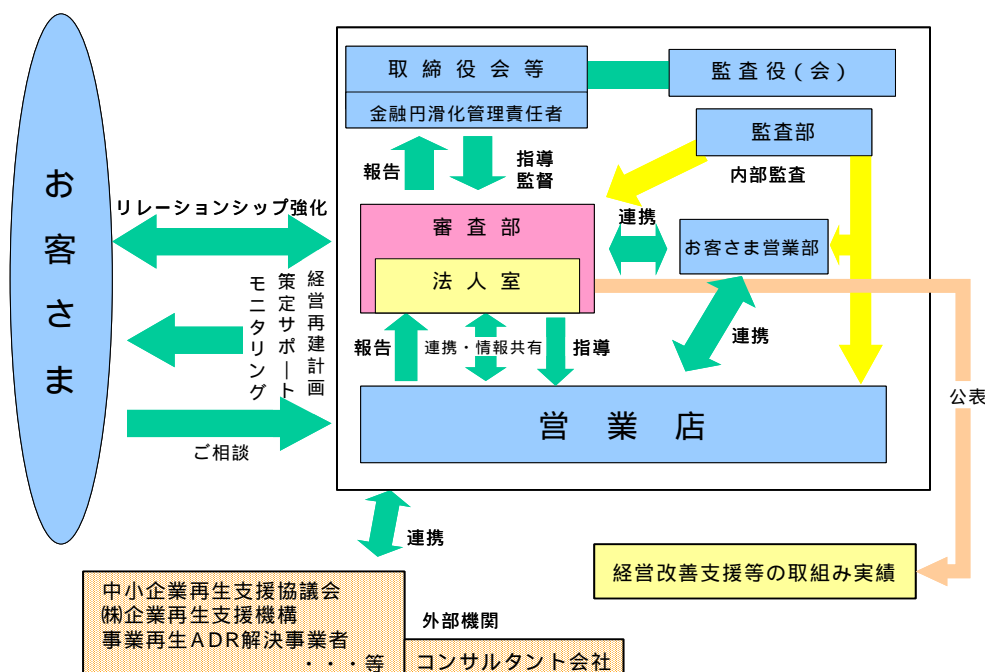 取締役会等
監査役(会)
金融円滑化管理責任者
監査部
報告
指導
監督
内部監査
お客さま
リレーションシップ強化
審査部
連携
お客さま営業部
法人室
経営再建計画
策定サポート
モニタリング
報告
連携・情報共有
指導
連携
公表
営業店
ご相談
連携
経営改善支援等の取組み実績
中小企業再生支援協議会
㈱企業再生支援機構
事業再生ADR解決事業者
・・・等
外部機関
コンサルタント会社